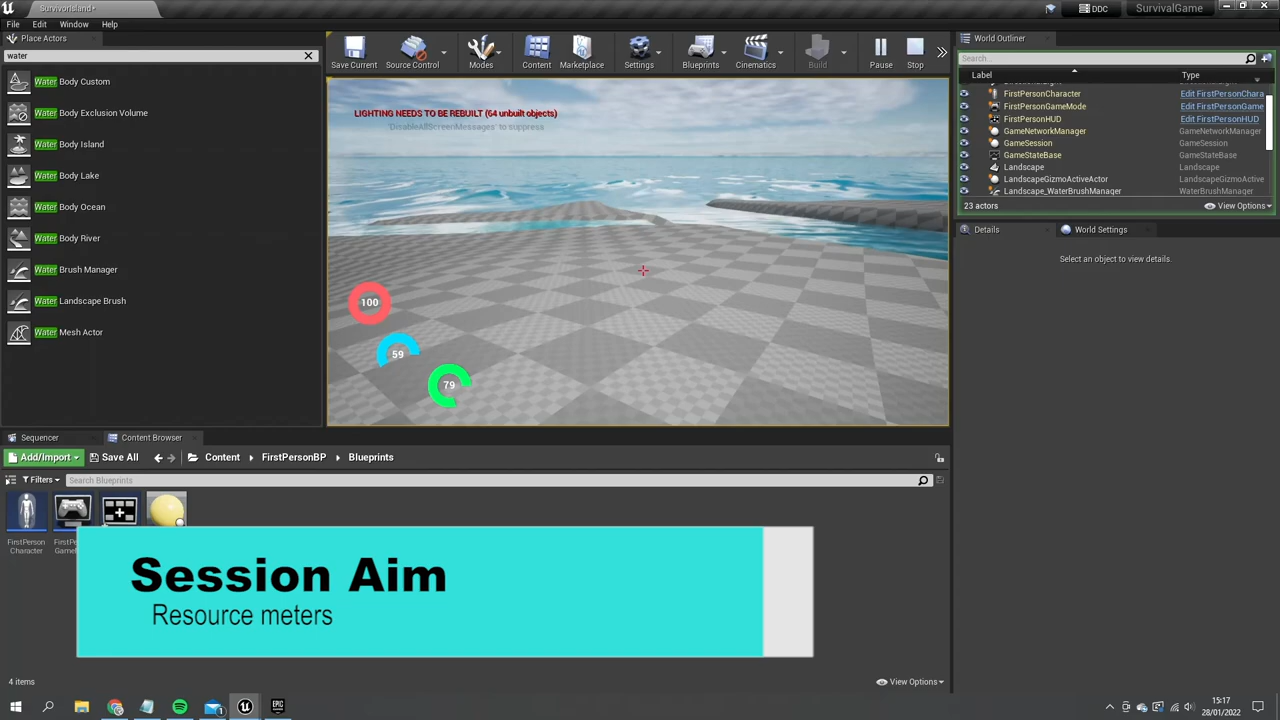 SurvivorIsland*
DDC
SurvivalGame
File Edit Window Help
Place Actors
water
Water Body Custom
Water Body Exclusion Volume
Water Body Island
Water Body Lake
Water Body Ocean
Water Body River
Water Brush Manager
Water Landscape Brush
Water Mesh Actor
Save Current Source Control Modes Content Marketplace Settings Blueprints Cinematics Build Pause Stop
LIGHTING NEEDS TO BE REBUILT (64 unbuilt objects)
'DisableAllScreenMessages' to suppress
100
59
79
World Outliner
Search...
Label Type
FirstPersonCharacter Edit FirstPersonChara
FirstPersonGameMode Edit FirstPersonGame
FirstPersonHUD Edit FirstPersonHUD
GameNetworkManager GameNetworkManager
GameSession GameSession
GameStateBase GameStateBase
Landscape Landscape
LandscapeGizmoActiveActor LandscapeGizmoActive
Landscape_WaterBrushManager WaterBrushManager
23 actors View Options
Details World Settings
Select an object to view details.
Sequencer Content Browser
Add/Import Save All Content FirstPersonBP Blueprints
Filters Search Blueprints
FirstPerson
Character
Session Aim
Resource meters
4 items View Options
15:17
28/01/2022